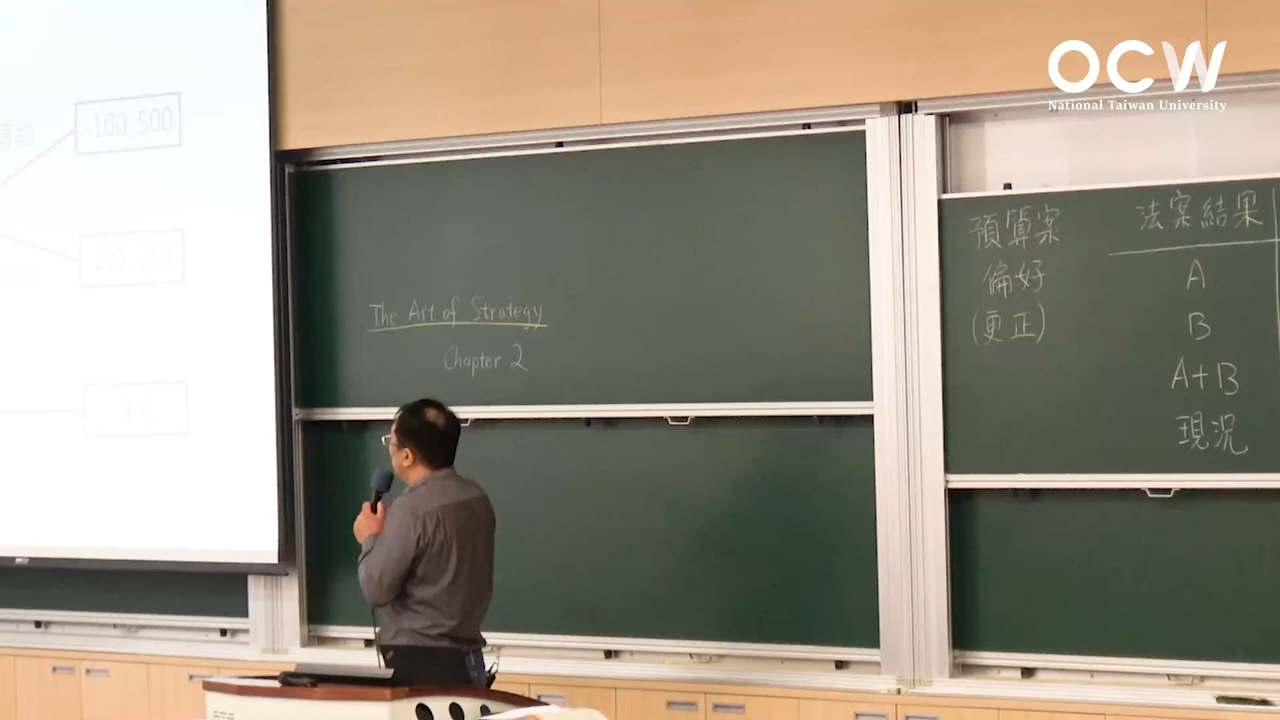 OCW
National Taiwan University
-100,500
The Art of Strategy
Chapter 2
預算案
偏好
(更正)
法案結果
A
B
A+B
現況